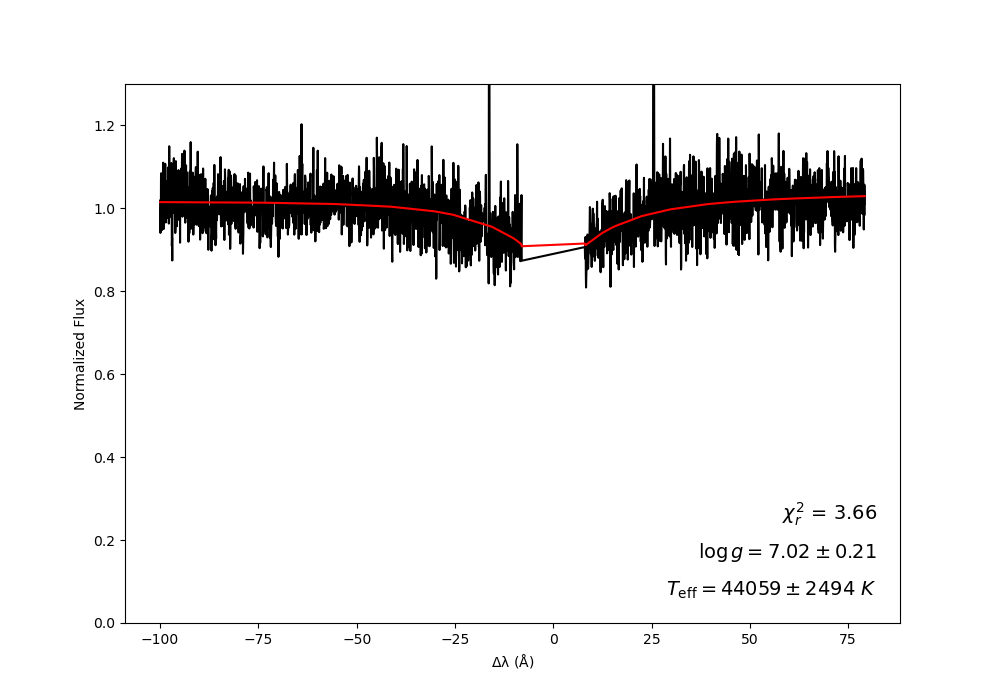 1.2
1.0
0.8
0.6
0.4
0.2
0.0
Normalized Flux
χ²ᵣ = 3.66
log g = 7.02 ± 0.21
T_eff = 44059 ± 2494 K
−100 −75 −50 −25 0 25 50 75
Δλ (Å)